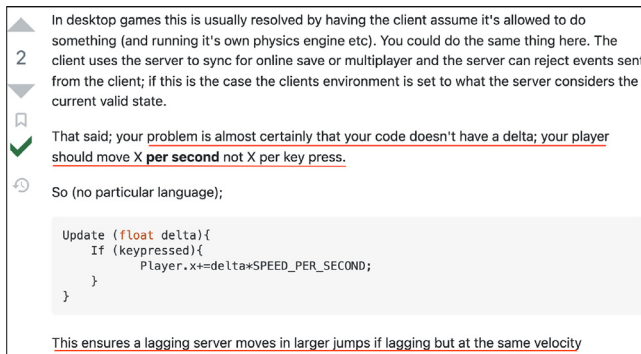 In desktop games this is usually resolved by having the client assume it's allowed to do
something (and running it's own physics engine etc). You could do the same thing here. The
2
client uses the server to sync for online save or multiplayer and the server can reject events sent
from the client; if this is the case the clients environment is set to what the server considers the
current valid state.
That said; your problem is almost certainly that your code doesn't have a delta; your player
should move X per second not X per key press.
So (no particular language);
Update (float delta){
If (keypressed){
Player.x+=delta*SPEED_PER_SECOND;
}
}
This ensures a lagging server moves in larger jumps if lagging but at the same velocity